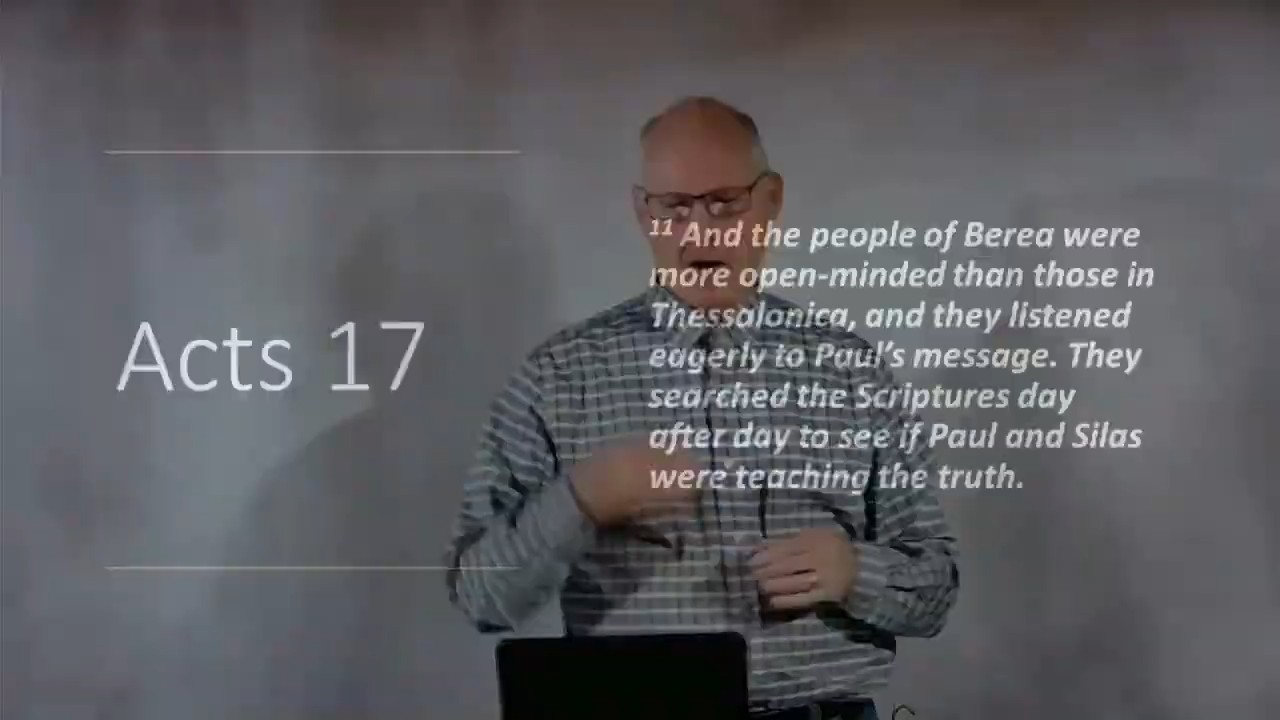 Acts 17
11 And the people of Berea were
more open-minded than those in
Thessalonica, and they listened
eagerly to Paul's message. They
searched the Scriptures day
after day to see if Paul and Silas
were teaching the truth.